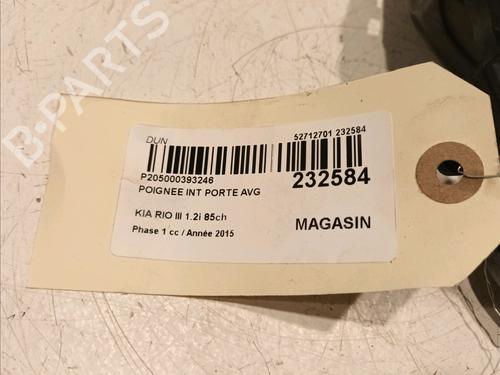 B-PARTS
DUN
52712701 232584
P205000393246
POIGNEE INT PORTE AVG
232584
KIA RIO III 1.2i 85ch
MAGASIN
Phase 1 cc / Année 2015